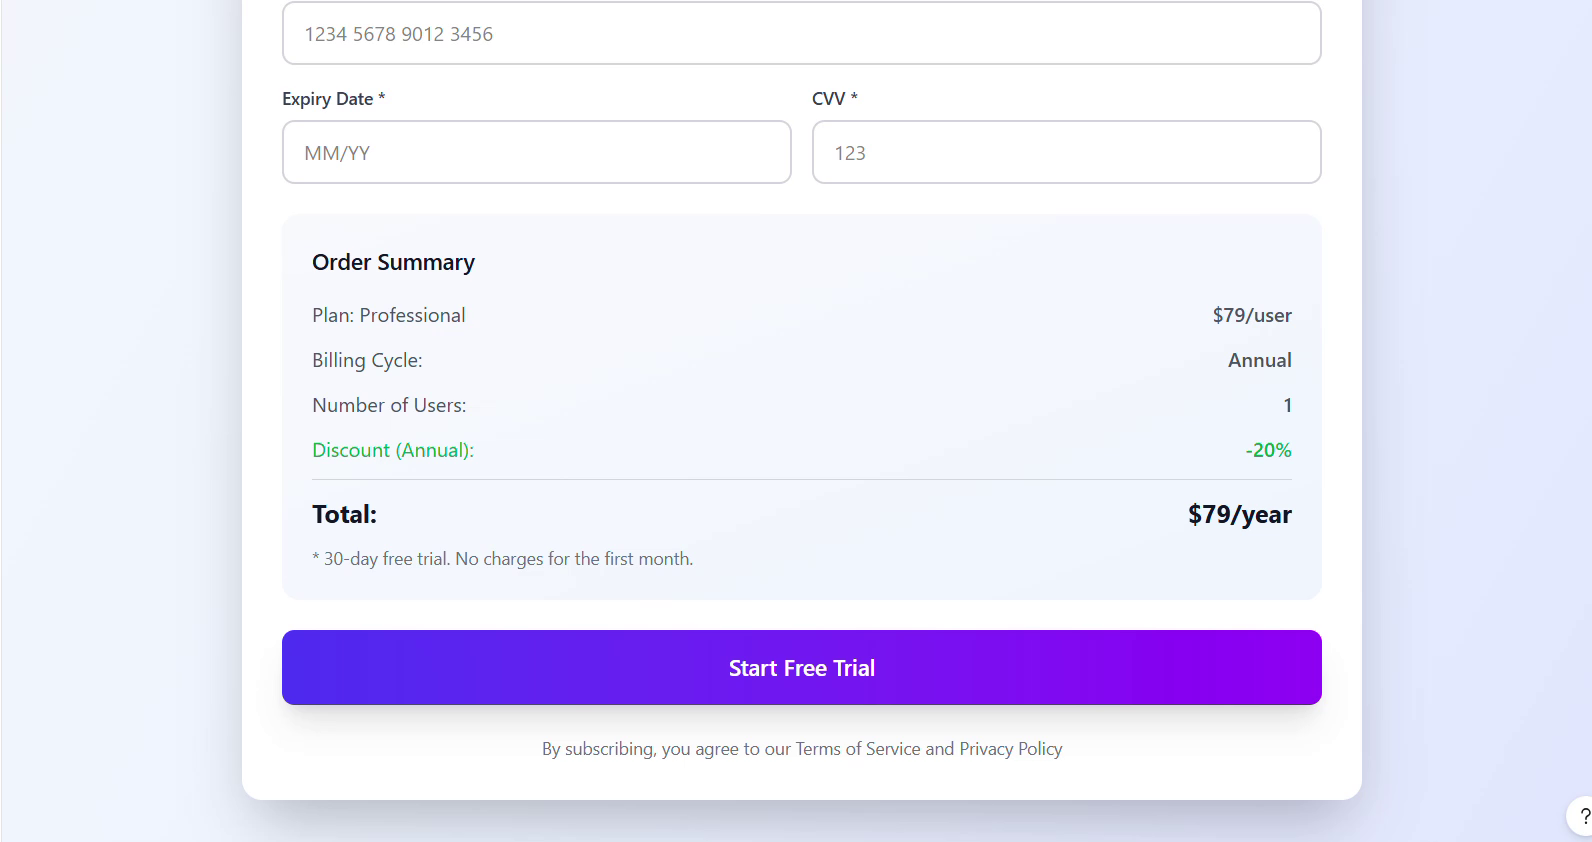 1234 5678 9012 3456
Expiry Date * CVV *
MM/YY 123
Order Summary
Plan: Professional $79/user
Billing Cycle: Annual
Number of Users: 1
Discount (Annual): -20%
Total: $79/year
* 30-day free trial. No charges for the first month.
Start Free Trial
By subscribing, you agree to our Terms of Service and Privacy Policy
?